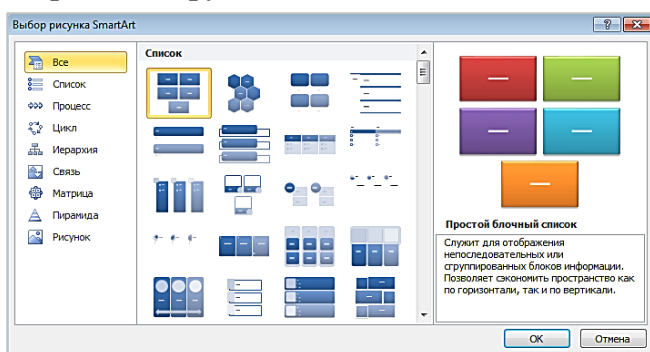 Выбор рисунка SmartArt
Все
Список
Процесс
Цикл
Иерархия
Связь
Матрица
Пирамида
Рисунок
Список
Простой блочный список
Служит для отображения
непоследовательных или
сгруппированных блоков информации.
Позволяет сэкономить пространство как
по горизонтали, так и по вертикали.
ОК
Отмена